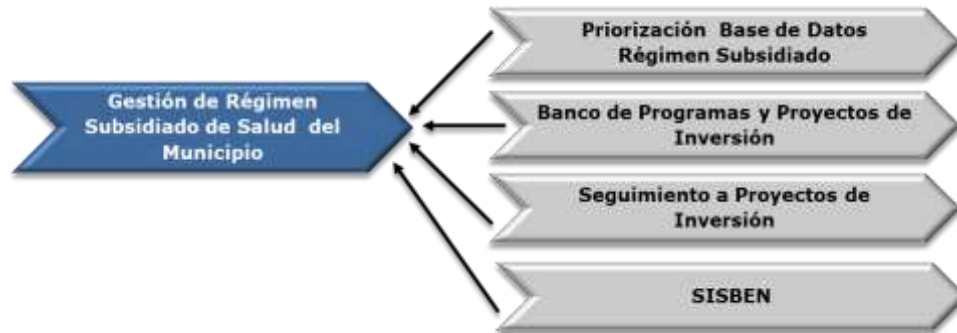 Gestión de Régimen
Subsidiado de Salud del
Municipio
Priorización Base de Datos
Régimen Subsidiado
Banco de Programas y Proyectos de
Inversión
Seguimiento a Proyectos de
Inversión
SISBEN